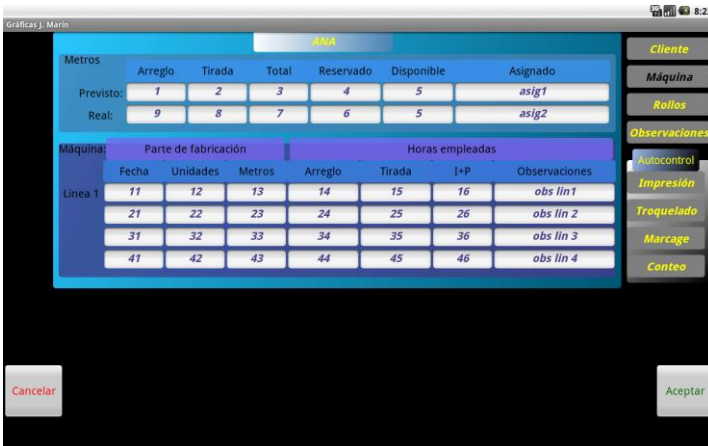 8:2
Gráficas J. Marín
ANA
Metros
Arreglo Tirada Total Reservado Disponible Asignado
Previsto: 1 2 3 4 5 asig1
Real: 9 8 7 6 5 asig2
Máquina: Parte de fabricación Horas empleadas
Fecha Unidades Metros Arreglo Tirada I+P Observaciones
Linea 1 11 12 13 14 15 16 obs lin1
21 22 23 24 25 26 obs lin 2
31 32 33 34 35 36 obs lin 3
41 42 43 44 45 46 obs lin 4
Cliente
Máquina
Rollos
Observaciones
Autocontrol
Impresión
Troquelado
Marcage
Conteo
Cancelar
Aceptar